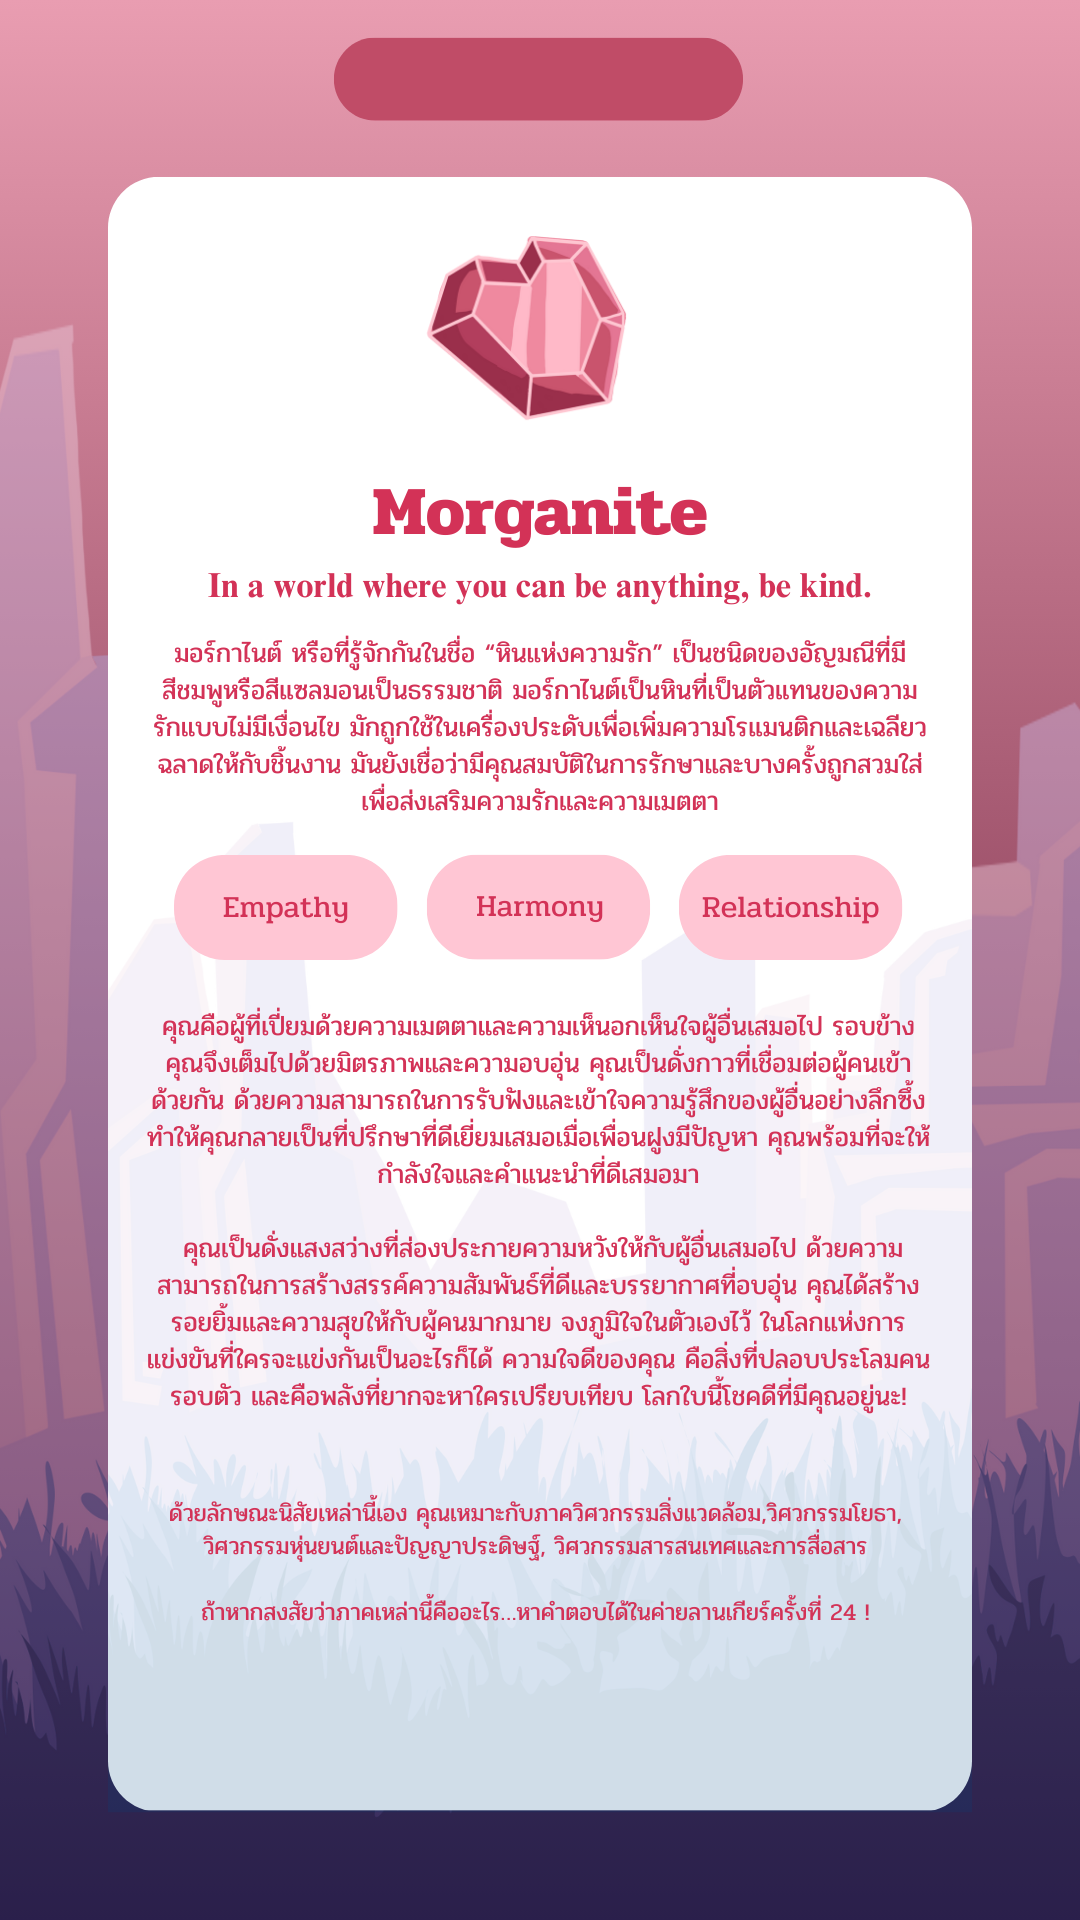 Morganite
In a world where you can be anything, be kind.
มอร์กาไนต์ หรือที่รู้จักกันในชื่อ “หินแห่งความรัก” เป็นชนิดของอัญมณีที่มี
สีชมพูหรือสีแซลมอนเป็นธรรมชาติ มอร์กาไนต์เป็นหินที่เป็นตัวแทนของความ
รักแบบไม่มีเงื่อนไข มักถูกใช้ในเครื่องประดับเพื่อเพิ่มความโรแมนติกและเฉลียว
ฉลาดให้กับชิ้นงาน มันยังเชื่อว่ามีคุณสมบัติในการรักษาและบางครั้งถูกสวมใส่
เพื่อส่งเสริมความรักและความเมตตา
Empathy
Harmony
Relationship
คุณคือผู้ที่เปี่ยมด้วยความเมตตาและความเห็นอกเห็นใจผู้อื่นเสมอไป รอบข้าง
คุณจึงเต็มไปด้วยมิตรภาพและความอบอุ่น คุณเป็นดั่งกาวที่เชื่อมต่อผู้คนเข้า
ด้วยกัน ด้วยความสามารถในการรับฟังและเข้าใจความรู้สึกของผู้อื่นอย่างลึกซึ้ง
ทำให้คุณกลายเป็นที่ปรึกษาที่ดีเยี่ยมเสมอเมื่อเพื่อนฝูงมีปัญหา คุณพร้อมที่จะให้
กำลังใจและคำแนะนำที่ดีเสมอมา
คุณเป็นดั่งแสงสว่างที่ส่องประกายความหวังให้กับผู้อื่นเสมอไป ด้วยความ
สามารถในการสร้างสรรค์ความสัมพันธ์ที่ดีและบรรยากาศที่อบอุ่น คุณได้สร้าง
รอยยิ้มและความสุขให้กับผู้คนมากมาย จงภูมิใจในตัวเองไว้ ในโลกแห่งการ
แข่งขันที่ใครจะแข่งกันเป็นอะไรก็ได้ ความใจดีของคุณ คือสิ่งที่ปลอบประโลมคน
รอบตัว และคือพลังที่ยากจะหาใครเปรียบเทียบ โลกใบนี้โชคดีที่มีคุณอยู่นะ!
ด้วยลักษณะนิสัยเหล่านี้เอง คุณเหมาะกับภาควิศวกรรมสิ่งแวดล้อม,วิศวกรรมโยธา,
วิศวกรรมหุ่นยนต์และปัญญาประดิษฐ์, วิศวกรรมสารสนเทศและการสื่อสาร
ถ้าหากสงสัยว่าภาคเหล่านี้คืออะไร...หาคำตอบได้ในค่ายลานเกียร์ครั้งที่ 24 !